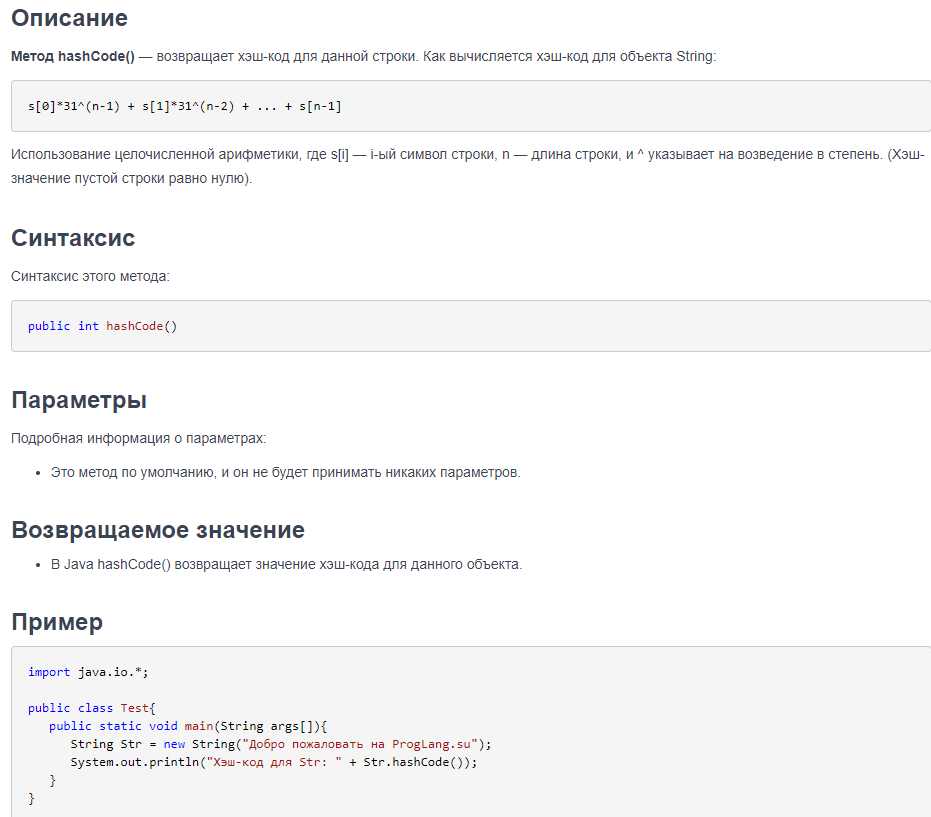 Описание
Метод hashCode() — возвращает хэш-код для данной строки. Как вычисляется хэш-код для объекта String:
s[0]*31^(n-1) + s[1]*31^(n-2) + ... + s[n-1]
Использование целочисленной арифметики, где s[i] — i-ый символ строки, n — длина строки, и ^ указывает на возведение в степень. (Хэш-
значение пустой строки равно нулю).
Синтаксис
Синтаксис этого метода:
public int hashCode()
Параметры
Подробная информация о параметрах:
• Это метод по умолчанию, и он не будет принимать никаких параметров.
Возвращаемое значение
• В Java hashCode() возвращает значение хэш-кода для данного объекта.
Пример
import java.io.*;
public class Test{
   public static void main(String args[]){
      String Str = new String("Добро пожаловать на ProgLang.su");
      System.out.println("Хэш-код для Str: " + Str.hashCode());
   }
}